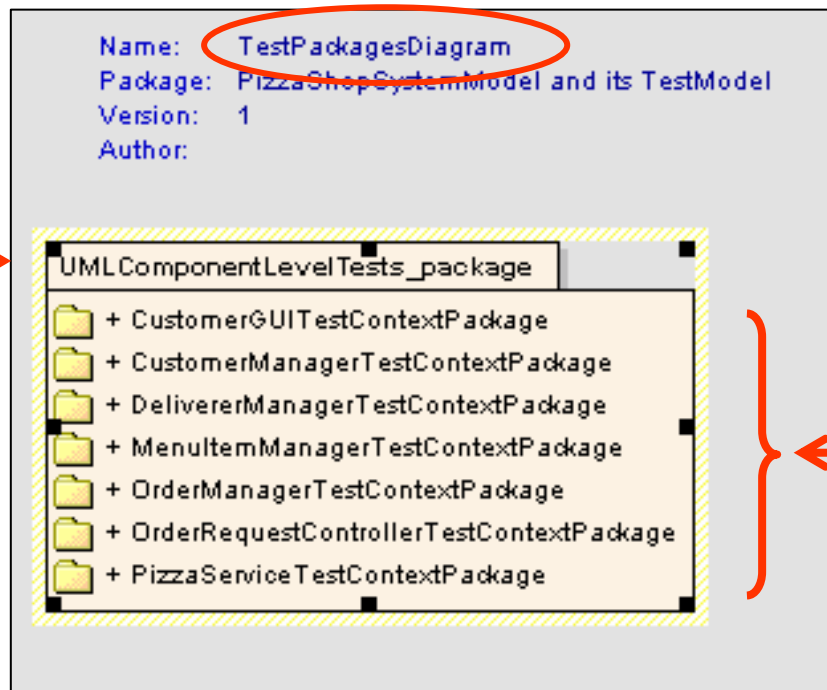 Name: TestPackagesDiagram
Package: PizzaShopSystemModel and its TestModel
Version: 1
Author:
UMLComponentLevelTests_package
+ CustomerGUITestContextPackage
+ CustomerManagerTestContextPackage
+ DelivererManagerTestContextPackage
+ MenuItemManagerTestContextPackage
+ OrderManagerTestContextPackage
+ OrderRequestControllerTestContextPackage
+ PizzaServiceTestContextPackage